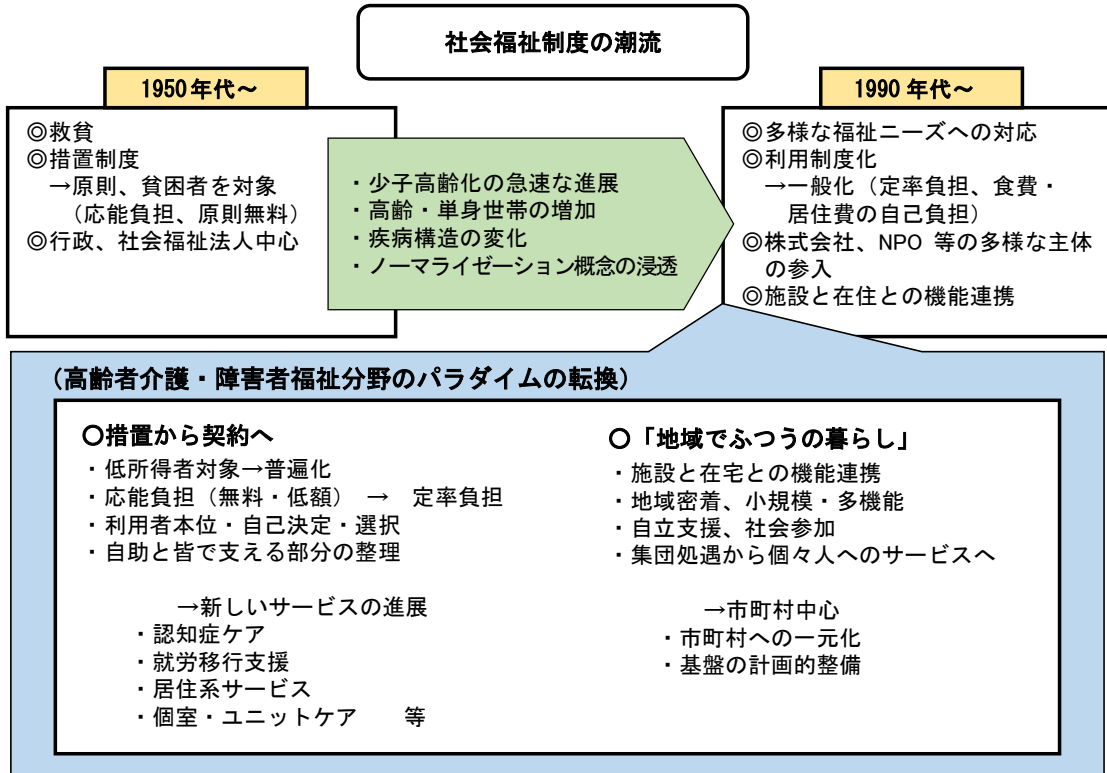 社会福祉制度の潮流
1950年代～
◎救貧
◎措置制度
→原則、貧困者を対象
（応能負担、原則無料）
◎行政、社会福祉法人中心
・少子高齢化の急速な進展
・高齢・単身世帯の増加
・疾病構造の変化
・ノーマライゼーション概念の浸透
1990年代～
◎多様な福祉ニーズへの対応
◎利用制度化
→一般化（定率負担、食費・
居住費の自己負担）
◎株式会社、NPO 等の多様な主体
の参入
◎施設と在住との機能連携
（高齢者介護・障害者福祉分野のパラダイムの転換）
○措置から契約へ
・低所得者対象→普遍化
・応能負担（無料・低額） → 定率負担
・利用者本位・自己決定・選択
・自助と皆で支える部分の整理
→新しいサービスの進展
・認知症ケア
・就労移行支援
・居住系サービス
・個室・ユニットケア 等
○「地域でふつうの暮らし」
・施設と在宅との機能連携
・地域密着、小規模・多機能
・自立支援、社会参加
・集団処遇から個々人へのサービスへ
→市町村中心
・市町村への一元化
・基盤の計画的整備